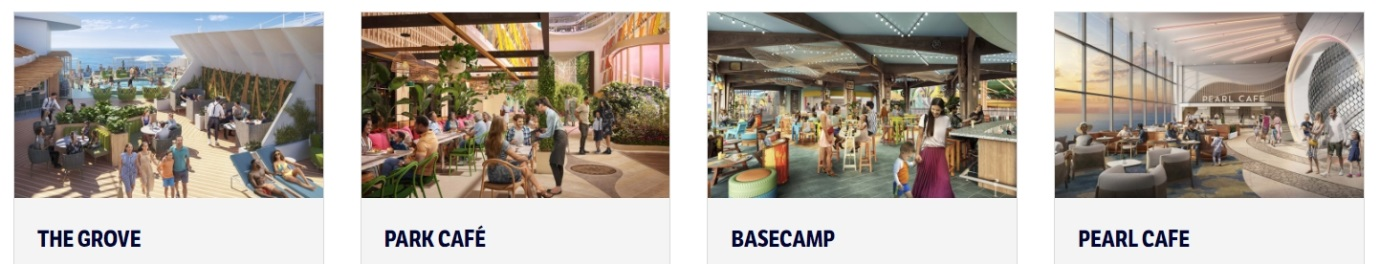 PEARL CAFE
THE GROVE
PARK CAFÉ
BASECAMP
PEARL CAFE